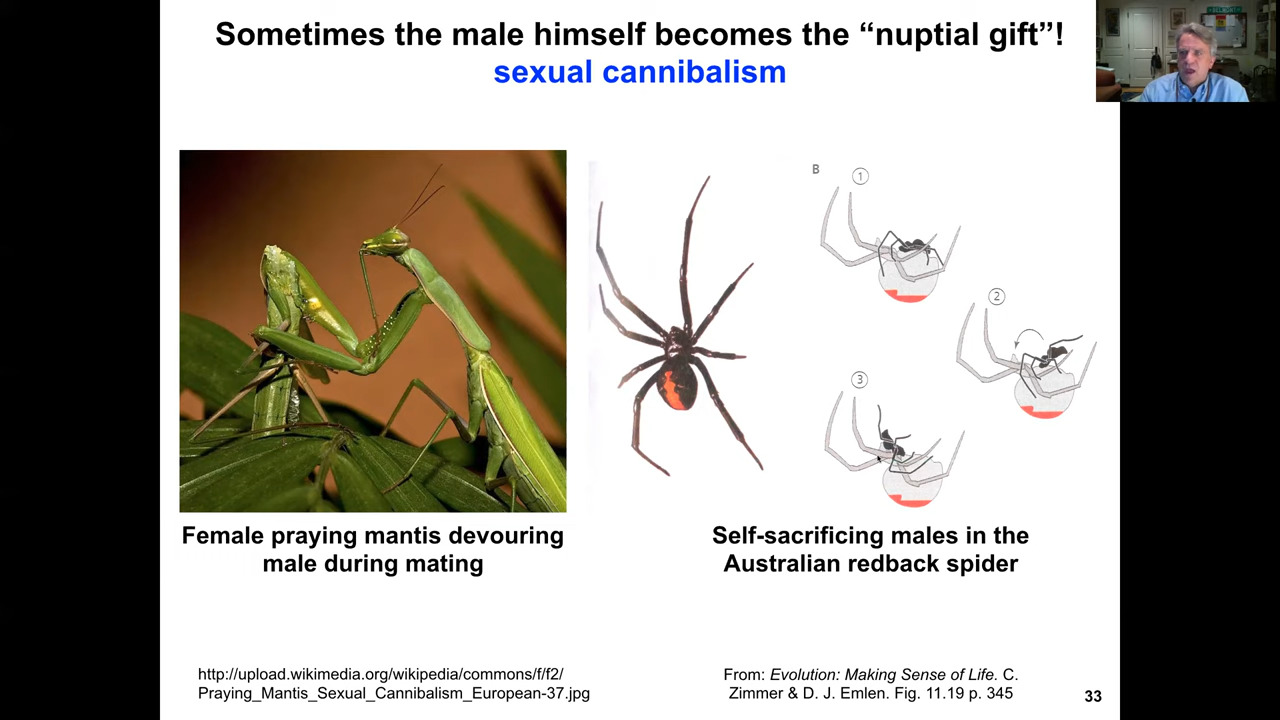 Sometimes the male himself becomes the “nuptial gift”!
sexual cannibalism
B
1
2
3
Female praying mantis devouring
male during mating
Self-sacrificing males in the
Australian redback spider
http://upload.wikimedia.org/wikipedia/commons/f/f2/
Praying_Mantis_Sexual_Cannibalism_European-37.jpg
From: Evolution: Making Sense of Life. C.
Zimmer & D. J. Emlen. Fig. 11.19 p. 345
33